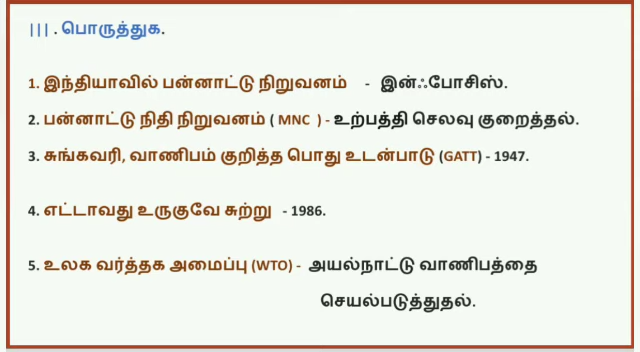 ||| . பொருத்துக.
1. இந்தியாவில் பன்னாட்டு நிறுவனம் - இன்ஃபோசிஸ்.
2. பன்னாட்டு நிதி நிறுவனம் ( MNC ) - உற்பத்தி செலவு குறைத்தல்.
3. சுங்கவரி, வாணிபம் குறித்த பொது உடன்பாடு (GATT) - 1947.
4. எட்டாவது உருகுவே சுற்று - 1986.
5. உலக வர்த்தக அமைப்பு (WTO) - அயல்நாட்டு வாணிபத்தை
செயல்படுத்துதல்.